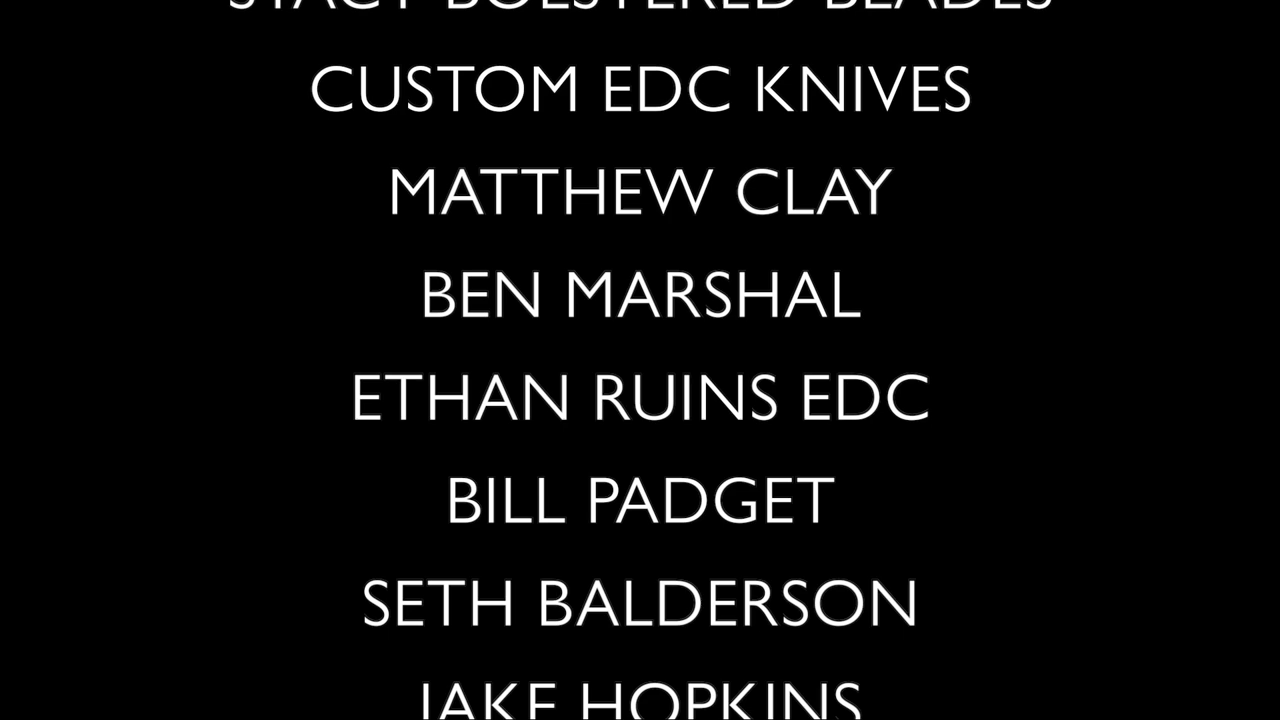 STACY BOLSTERED BLADES
CUSTOM EDC KNIVES
MATTHEW CLAY
BEN MARSHAL
ETHAN RUINS EDC
BILL PADGET
SETH BALDERSON
JAKE HOPKINS